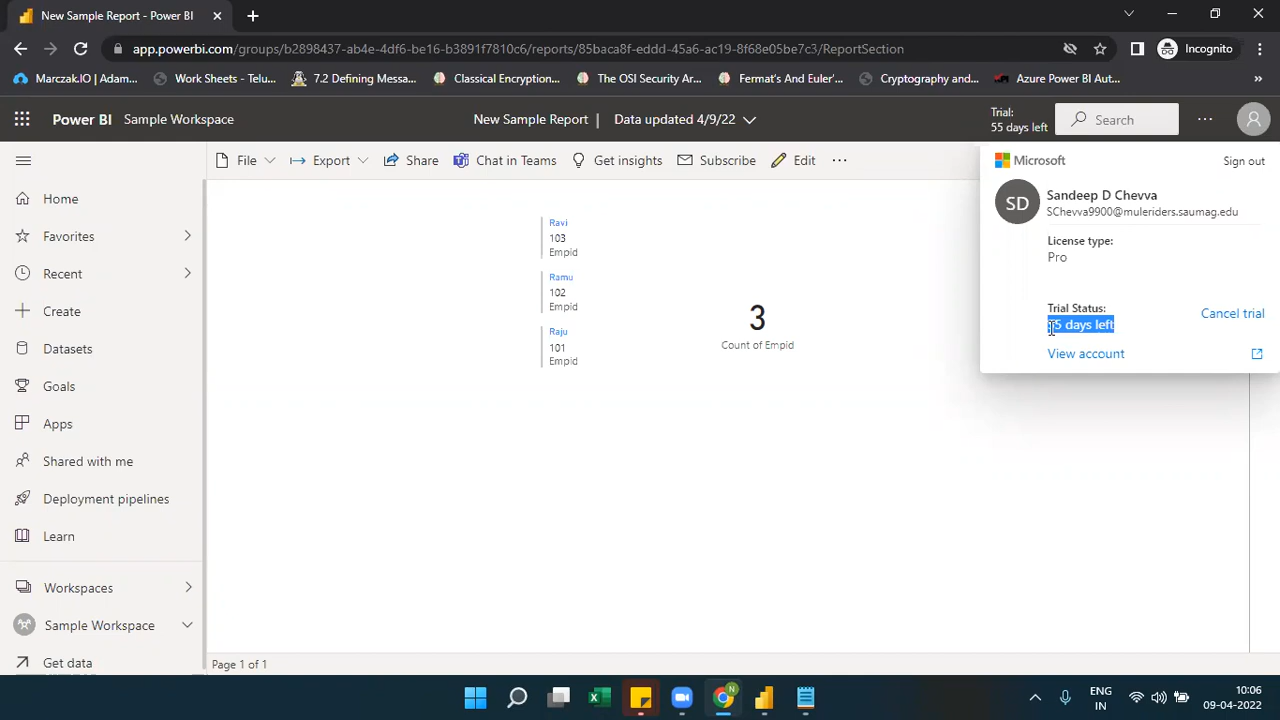 New Sample Report - Power BI
app.powerbi.com/groups/b2898437-ab4e-4df6-be16-b3891f7810c6/reports/85baca8f-eddd-45a6-ac19-8f68e05be7c3/ReportSection
Incognito
Marczak.IO | Adam...
Work Sheets - Telu...
7.2 Defining Messa...
Classical Encryption...
The OSI Security Ar...
Fermat's And Euler'...
Cryptography and...
Azure Power BI Aut...
»
Power BI
Sample Workspace
New Sample Report |
Data updated 4/9/22
Trial:
55 days left
Search
File
Export
Share
Chat in Teams
Get insights
Subscribe
Edit
Microsoft
Sign out
SD
Sandeep D Chevva
SChevva9900@muleriders.saumag.edu
License type:
Pro
Trial Status:
55 days left
Cancel trial
View account
Home
Favorites
Recent
Create
Datasets
Goals
Apps
Shared with me
Deployment pipelines
Learn
Workspaces
Sample Workspace
Get data
Ravi
103
Empid
Ramu
102
Empid
Raju
101
Empid
3
Count of Empid
Page 1 of 1
N
ENG
IN
10:06
09-04-2022